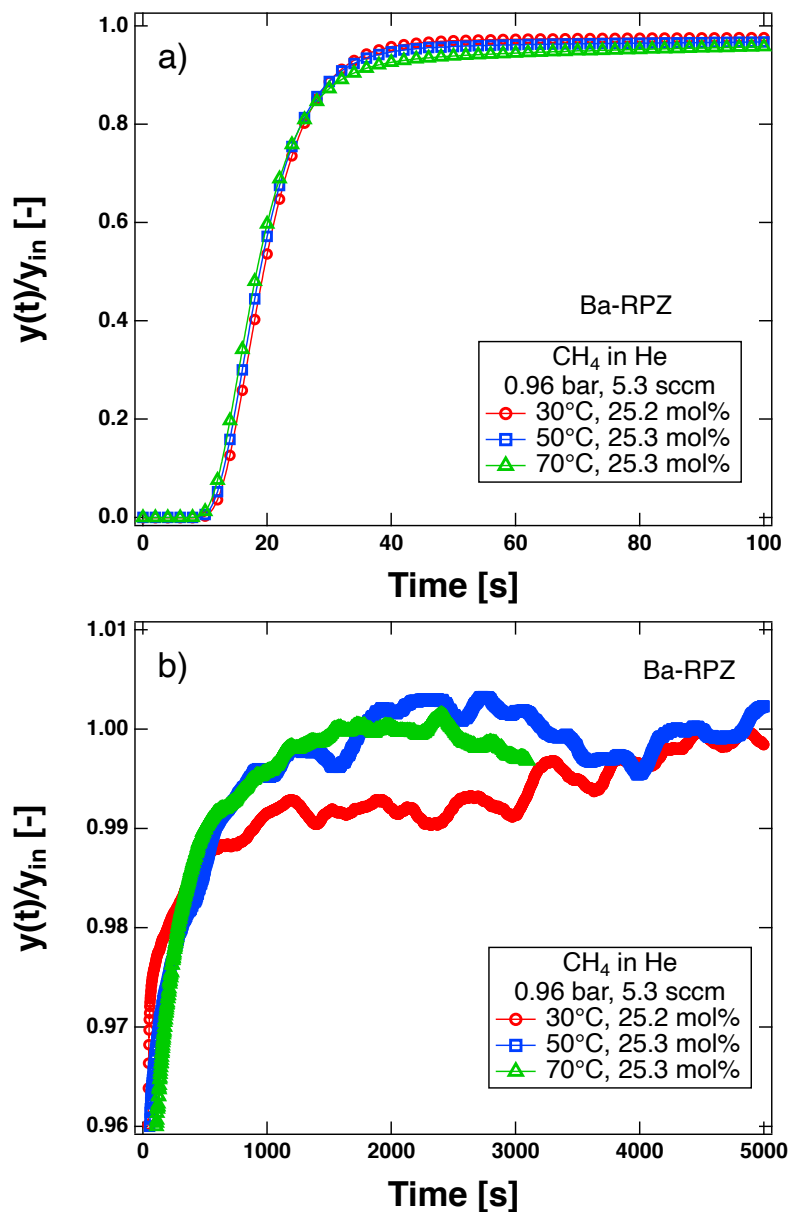 a)
1.0
0.8
0.6
0.4
0.2
0.0
y(t)/y_in [-]
Ba-RPZ
CH₄ in He
0.96 bar, 5.3 sccm
30°C, 25.2 mol%
50°C, 25.3 mol%
70°C, 25.3 mol%
0 20 40 60 80 100
Time [s]
b)
1.01
1.00
0.99
0.98
0.97
0.96
y(t)/y_in [-]
Ba-RPZ
CH₄ in He
0.96 bar, 5.3 sccm
30°C, 25.2 mol%
50°C, 25.3 mol%
70°C, 25.3 mol%
0 1000 2000 3000 4000 5000
Time [s]